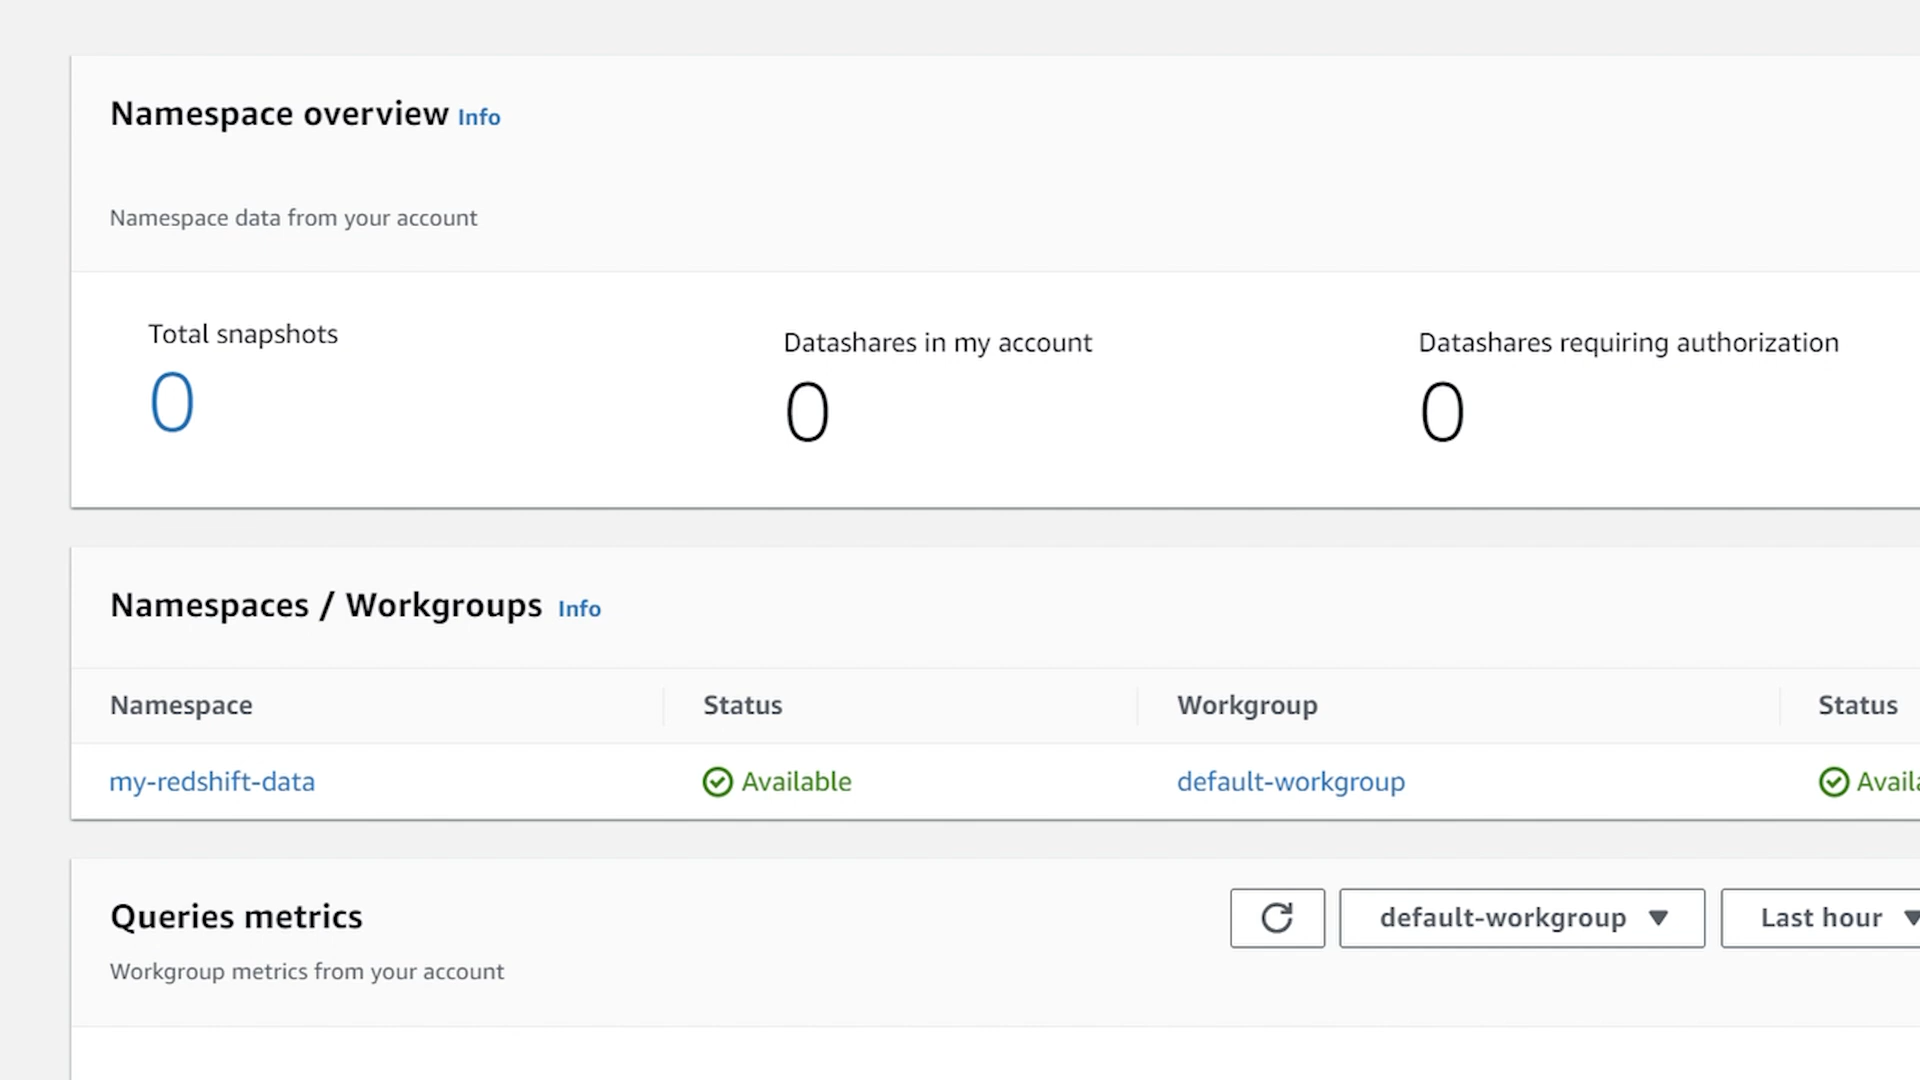 Namespace overview Info
Namespace data from your account
Total snapshots
Datashares in my account
Datashares requiring authorization
0
0
0
Namespaces / Workgroups Info
Namespace Status Workgroup Status
my-redshift-data Available default-workgroup Availa
Queries metrics
default-workgroup
Last hour
Workgroup metrics from your account